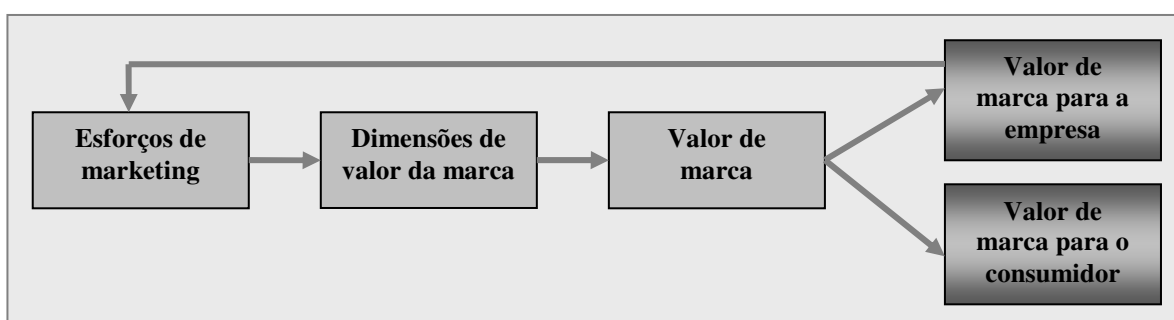 Esforços de
marketing
Dimensões de
valor da marca
Valor de
marca
Valor de
marca para a
empresa
Valor de
marca para o
consumidor